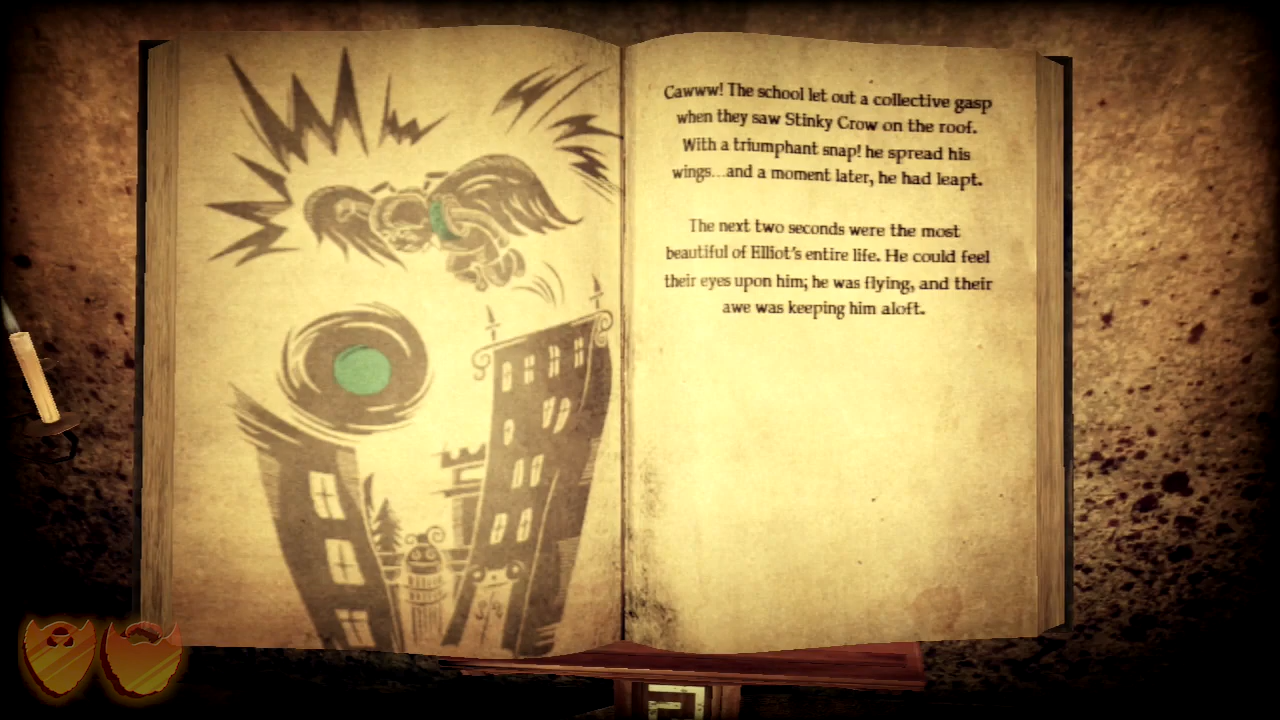 Cawww! The school let out a collective gasp
when they saw Stinky Crow on the roof.
With a triumphant snap! he spread his
wings...and a moment later, he had leapt.
The next two seconds were the most
beautiful of Elliot's entire life. He could feel
their eyes upon him; he was flying, and their
awe was keeping him aloft.